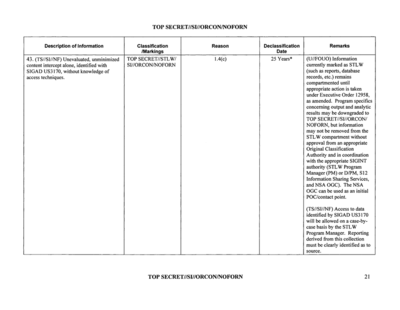 TOP SECRET//SI//ORCON/NOFORN
Description of Information
Classification
/Markings
Reason
Declassification
Date
Remarks
43. (TS//SI//NF) Unevaluated, unminimized
content intercept alone, identified with
SIGAD US3170, without knowledge of
access techniques.
TOP SECRET//STLW/
SI//ORCON/NOFORN
1.4(c)
25 Years*
(U//FOUO) Information
currently marked as STLW
(such as reports, database
records, etc.) remains
compartmented until
appropriate action is taken
under Executive Order 12958,
as amended. Program specifics
concerning output and analytic
results may be downgraded to
TOP SECRET//SI//ORCON/
NOFORN, but information
may not be removed from the
STLW compartment without
approval from an appropriate
Original Classification
Authority and in coordination
with the appropriate SIGINT
authority (STLW Program
Manager (PM) or D/PM, S12
Information Sharing Services,
and NSA OGC). The NSA
OGC can be used as an initial
POC/contact point.
(TS//SI//NF) Access to data
identified by SIGAD US3170
will be allowed on a case-by-
case basis by the STLW
Program Manager. Reporting
derived from this collection
must be clearly identified as to
source.
TOP SECRET//SI//ORCON/NOFORN
21